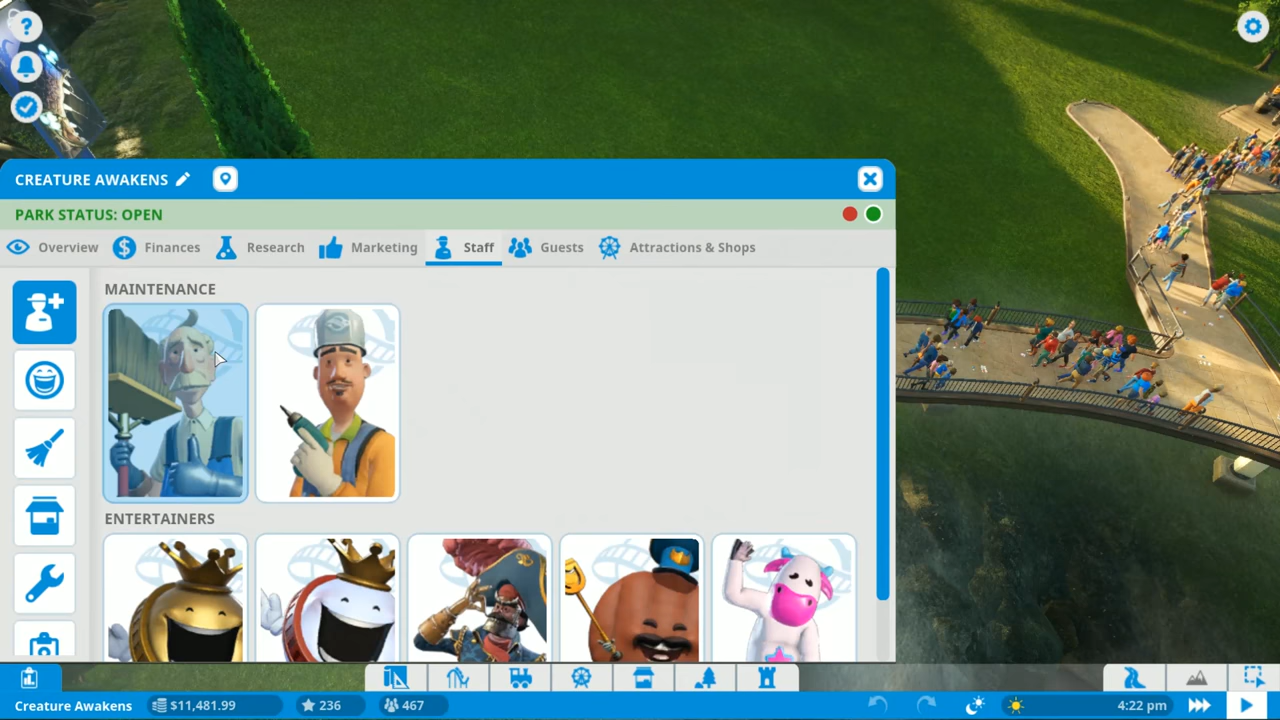 ?
CREATURE AWAKENS
PARK STATUS: OPEN
Overview
Finances
Research
Marketing
Staff
Guests
Attractions & Shops
MAINTENANCE
ENTERTAINERS
Creature Awakens
$11,481.99
236
467
4:22 pm